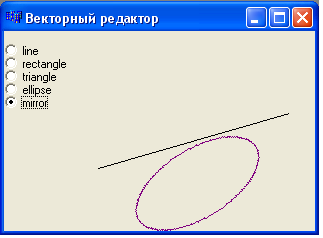 Векторный редактор
line
rectangle
triangle
ellipse
mirror